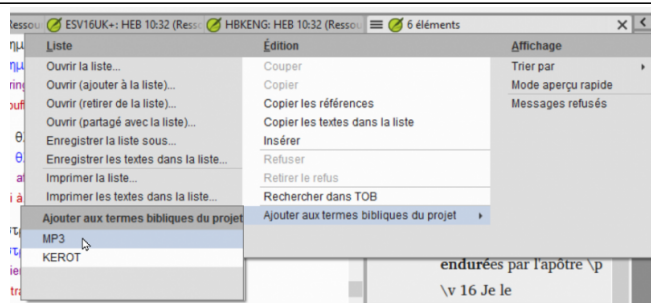 ESV16UK+: HEB 10:32 (Ress
HBKENG: HEB 10:32 (Ressou
6 éléments
Liste
Ouvrir la liste...
Ouvrir (ajouter à la liste)...
Ouvrir (retirer de la liste)...
Ouvrir (partagé avec la liste)...
Enregistrer la liste sous...
Enregistrer les textes dans la liste...
Imprimer la liste...
Imprimer les textes dans la liste...
Ajouter aux termes bibliques du projet
MP3
KEROT
Édition
Couper
Copier
Copier les références
Copier les textes dans la liste
Insérer
Refuser
Retirer le refus
Rechercher dans TOB
Ajouter aux termes bibliques du projet
Affichage
Trier par
Mode aperçu rapide
Messages refusés
endurées par l'apôtre \p
\v 16 Je le